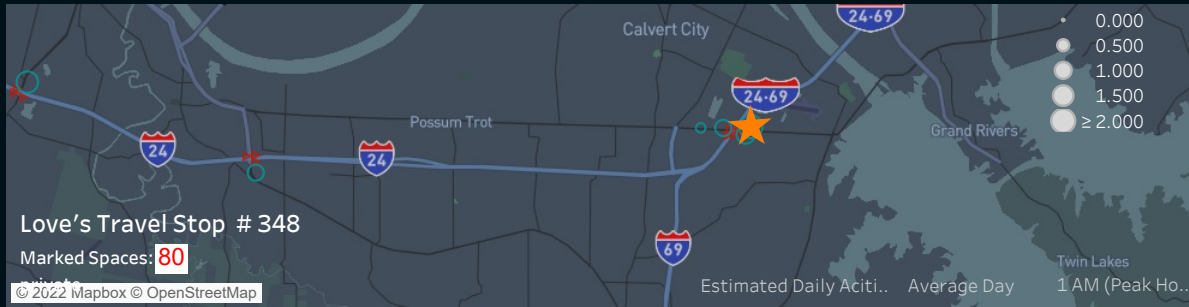 24·69
Calvert City
0.000
0.500
1.000
1.500
≥ 2.000
24·69
Possum Trot
Grand Rivers
24
24
Love's Travel Stop # 348
Marked Spaces: 80
69
Twin Lakes
private
Estimated Daily Aciti.. Average Day 1 AM (Peak Ho..
© 2022 Mapbox © OpenStreetMap